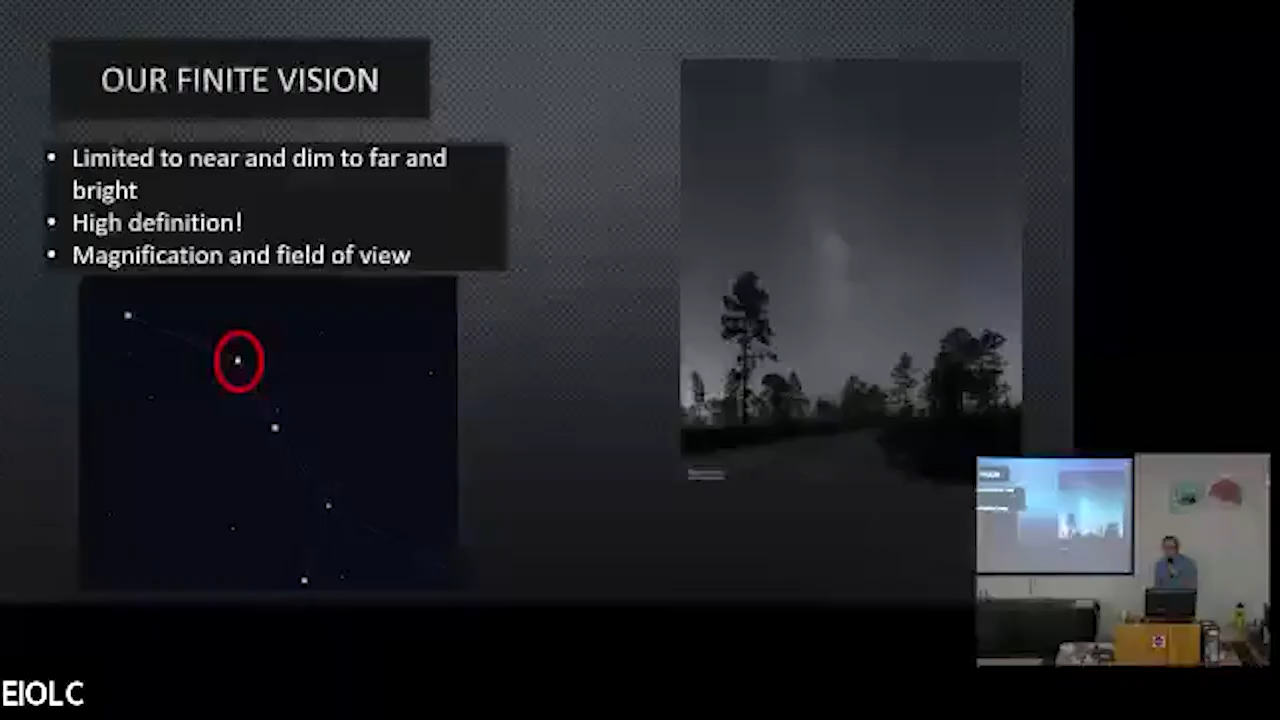 OUR FINITE VISION
• Limited to near and dim to far and
bright
• High definition!
• Magnification and field of view
EIOLC